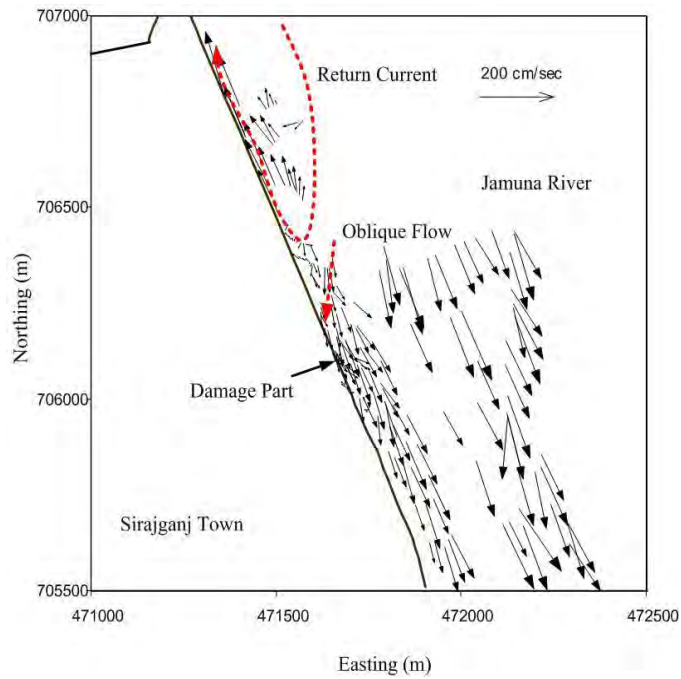 707000
Return Current
200 cm/sec
Jamuna River
706500
Oblique Flow
Northing (m)
Damage Part
706000
Sirajganj Town
705500
471000
471500
472000
472500
Easting (m)